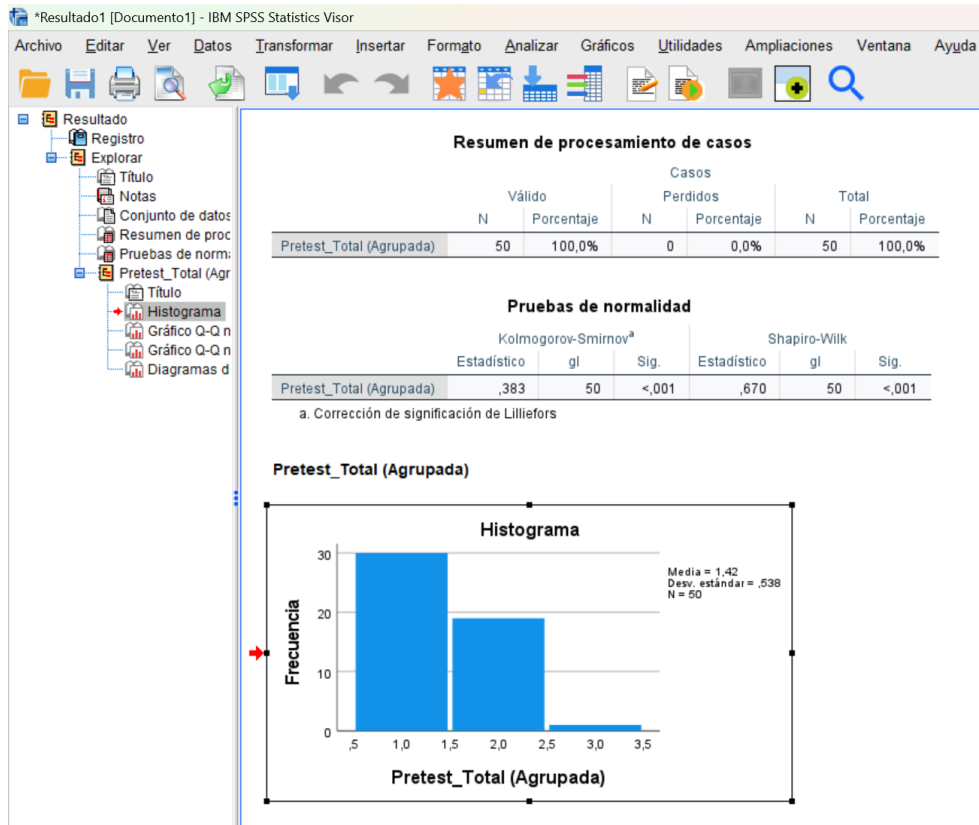 *Resultado1 [Documento1] - IBM SPSS Statistics Visor
Archivo Editar Ver Datos Transformar Insertar Formato Analizar Gráficos Utilidades Ampliaciones Ventana Ayuda
Resultado
Registro
Explorar
Título
Notas
Conjunto de datos
Resumen de proc
Pruebas de norma
Pretest_Total (Agr
Título
Histograma
Gráfico Q-Q n
Gráfico Q-Q n
Diagramas d
Resumen de procesamiento de casos
Casos
Válido Perdidos Total
N Porcentaje N Porcentaje N Porcentaje
Pretest_Total (Agrupada) 50 100,0% 0 0,0% 50 100,0%
Pruebas de normalidad
Kolmogorov-Smirnovª Shapiro-Wilk
Estadístico gl Sig. Estadístico gl Sig.
Pretest_Total (Agrupada) ,383 50 <,001 ,670 50 <,001
a. Corrección de significación de Lilliefors
Pretest_Total (Agrupada)
Histograma
30
20
10
0
Frecuencia
,5 1,0 1,5 2,0 2,5 3,0 3,5
Pretest_Total (Agrupada)
Media = 1,42
Desv. estándar = ,538
N = 50